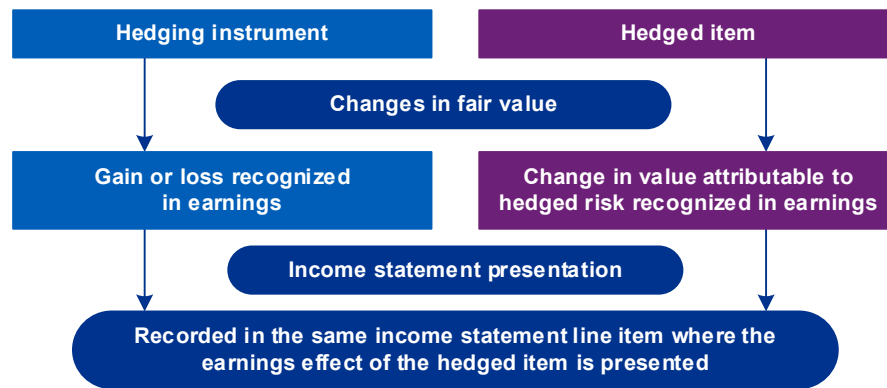 Hedging instrument
Hedged item
Changes in fair value
Gain or loss recognized
in earnings
Change in value attributable to
hedged risk recognized in earnings
Income statement presentation
Recorded in the same income statement line item where the
earnings effect of the hedged item is presented